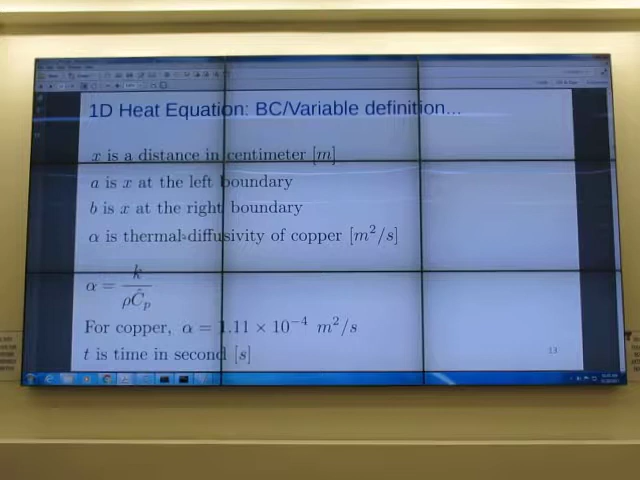 1D Heat Equation: BC/Variable definition...
x is a distance in centimeter [m]
a is x at the left boundary
b is x at the right boundary
α is thermal diffusivity of copper [m²/s]
α = k / ρĈₚ
For copper, α = 1.11 × 10⁻⁴ m²/s
t is time in second [s]
13